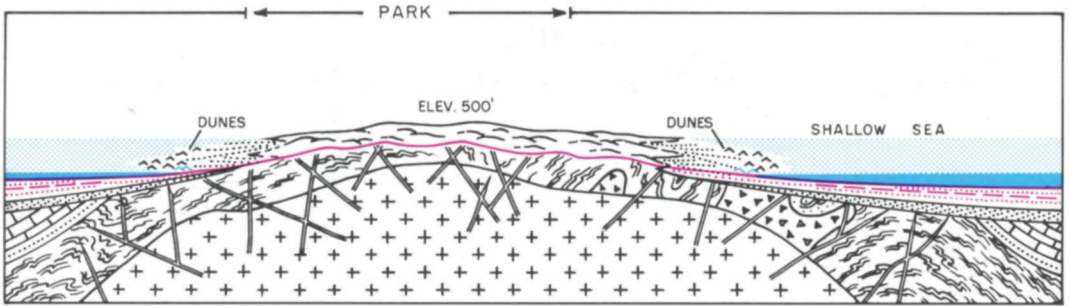 PARK
ELEV. 500'
DUNES
DUNES
SHALLOW SEA